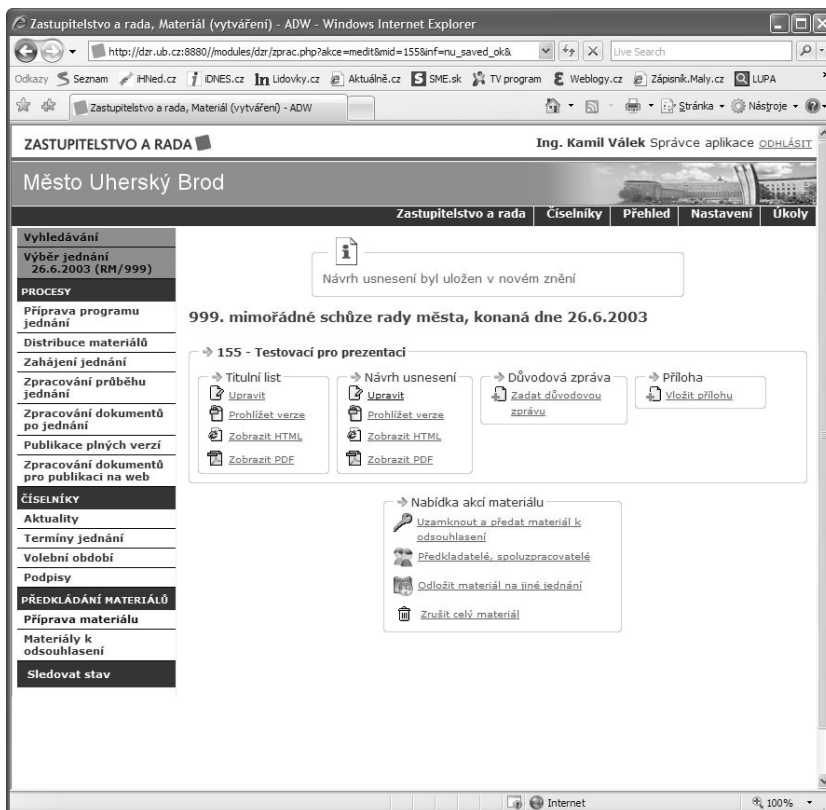 Zastupitelstvo a rada, Materiál (vytváření) - ADW - Windows Internet Explorer
http://dzr.ub.cz:8880//modules/dzr/zprac.php?akce=medit&mid=155&inf=nu_saved_ok&
Live Search
Odkazy Seznam iHNed.cz iDNES.cz Lidovky.cz Aktuálně.cz SME.sk TV program Weblogy.cz Zápisník.Maly.cz LUPA
Zastupitelstvo a rada, Materiál (vytváření) - ADW
Stránka Nástroje
ZASTUPITELSTVO A RADA
Ing. Kamil Válek Správce aplikace ODHLÁSIT
Město Uherský Brod
Zastupitelstvo a rada Číselníky Přehled Nastavení Úkoly
Vyhledávání
Výběr jednání
26.6.2003 (RM/999)
PROCESY
Příprava programu
jednání
Distribuce materiálů
Zahájení jednání
Zpracování průběhu
jednání
Zpracování dokumentů
po jednání
Publikace plných verzí
Zpracování dokumentů
pro publikaci na web
ČÍSELNÍKY
Aktuality
Termíny jednání
Volební období
Podpisy
PŘEDKLÁDÁNÍ MATERIÁLŮ
Příprava materiálu
Materiály k
odsouhlasení
Sledovat stav
Návrh usnesení byl uložen v novém znění
999. mimořádné schůze rady města, konaná dne 26.6.2003
155 - Testovací pro prezentaci
Titulní list
Upravit
Prohlížet verze
Zobrazit HTML
Zobrazit PDF
Návrh usnesení
Upravit
Prohlížet verze
Zobrazit HTML
Zobrazit PDF
Důvodová zpráva
Zadat důvodovou
zprávu
Příloha
Vložit přílohu
Nabídka akcí materiálu
Uzamknout a předat materiál k
odsouhlasení
Předkladatelé, spoluzpracovatelé
Odložit materiál na jiné jednání
Zrušit celý materiál
Internet
100%